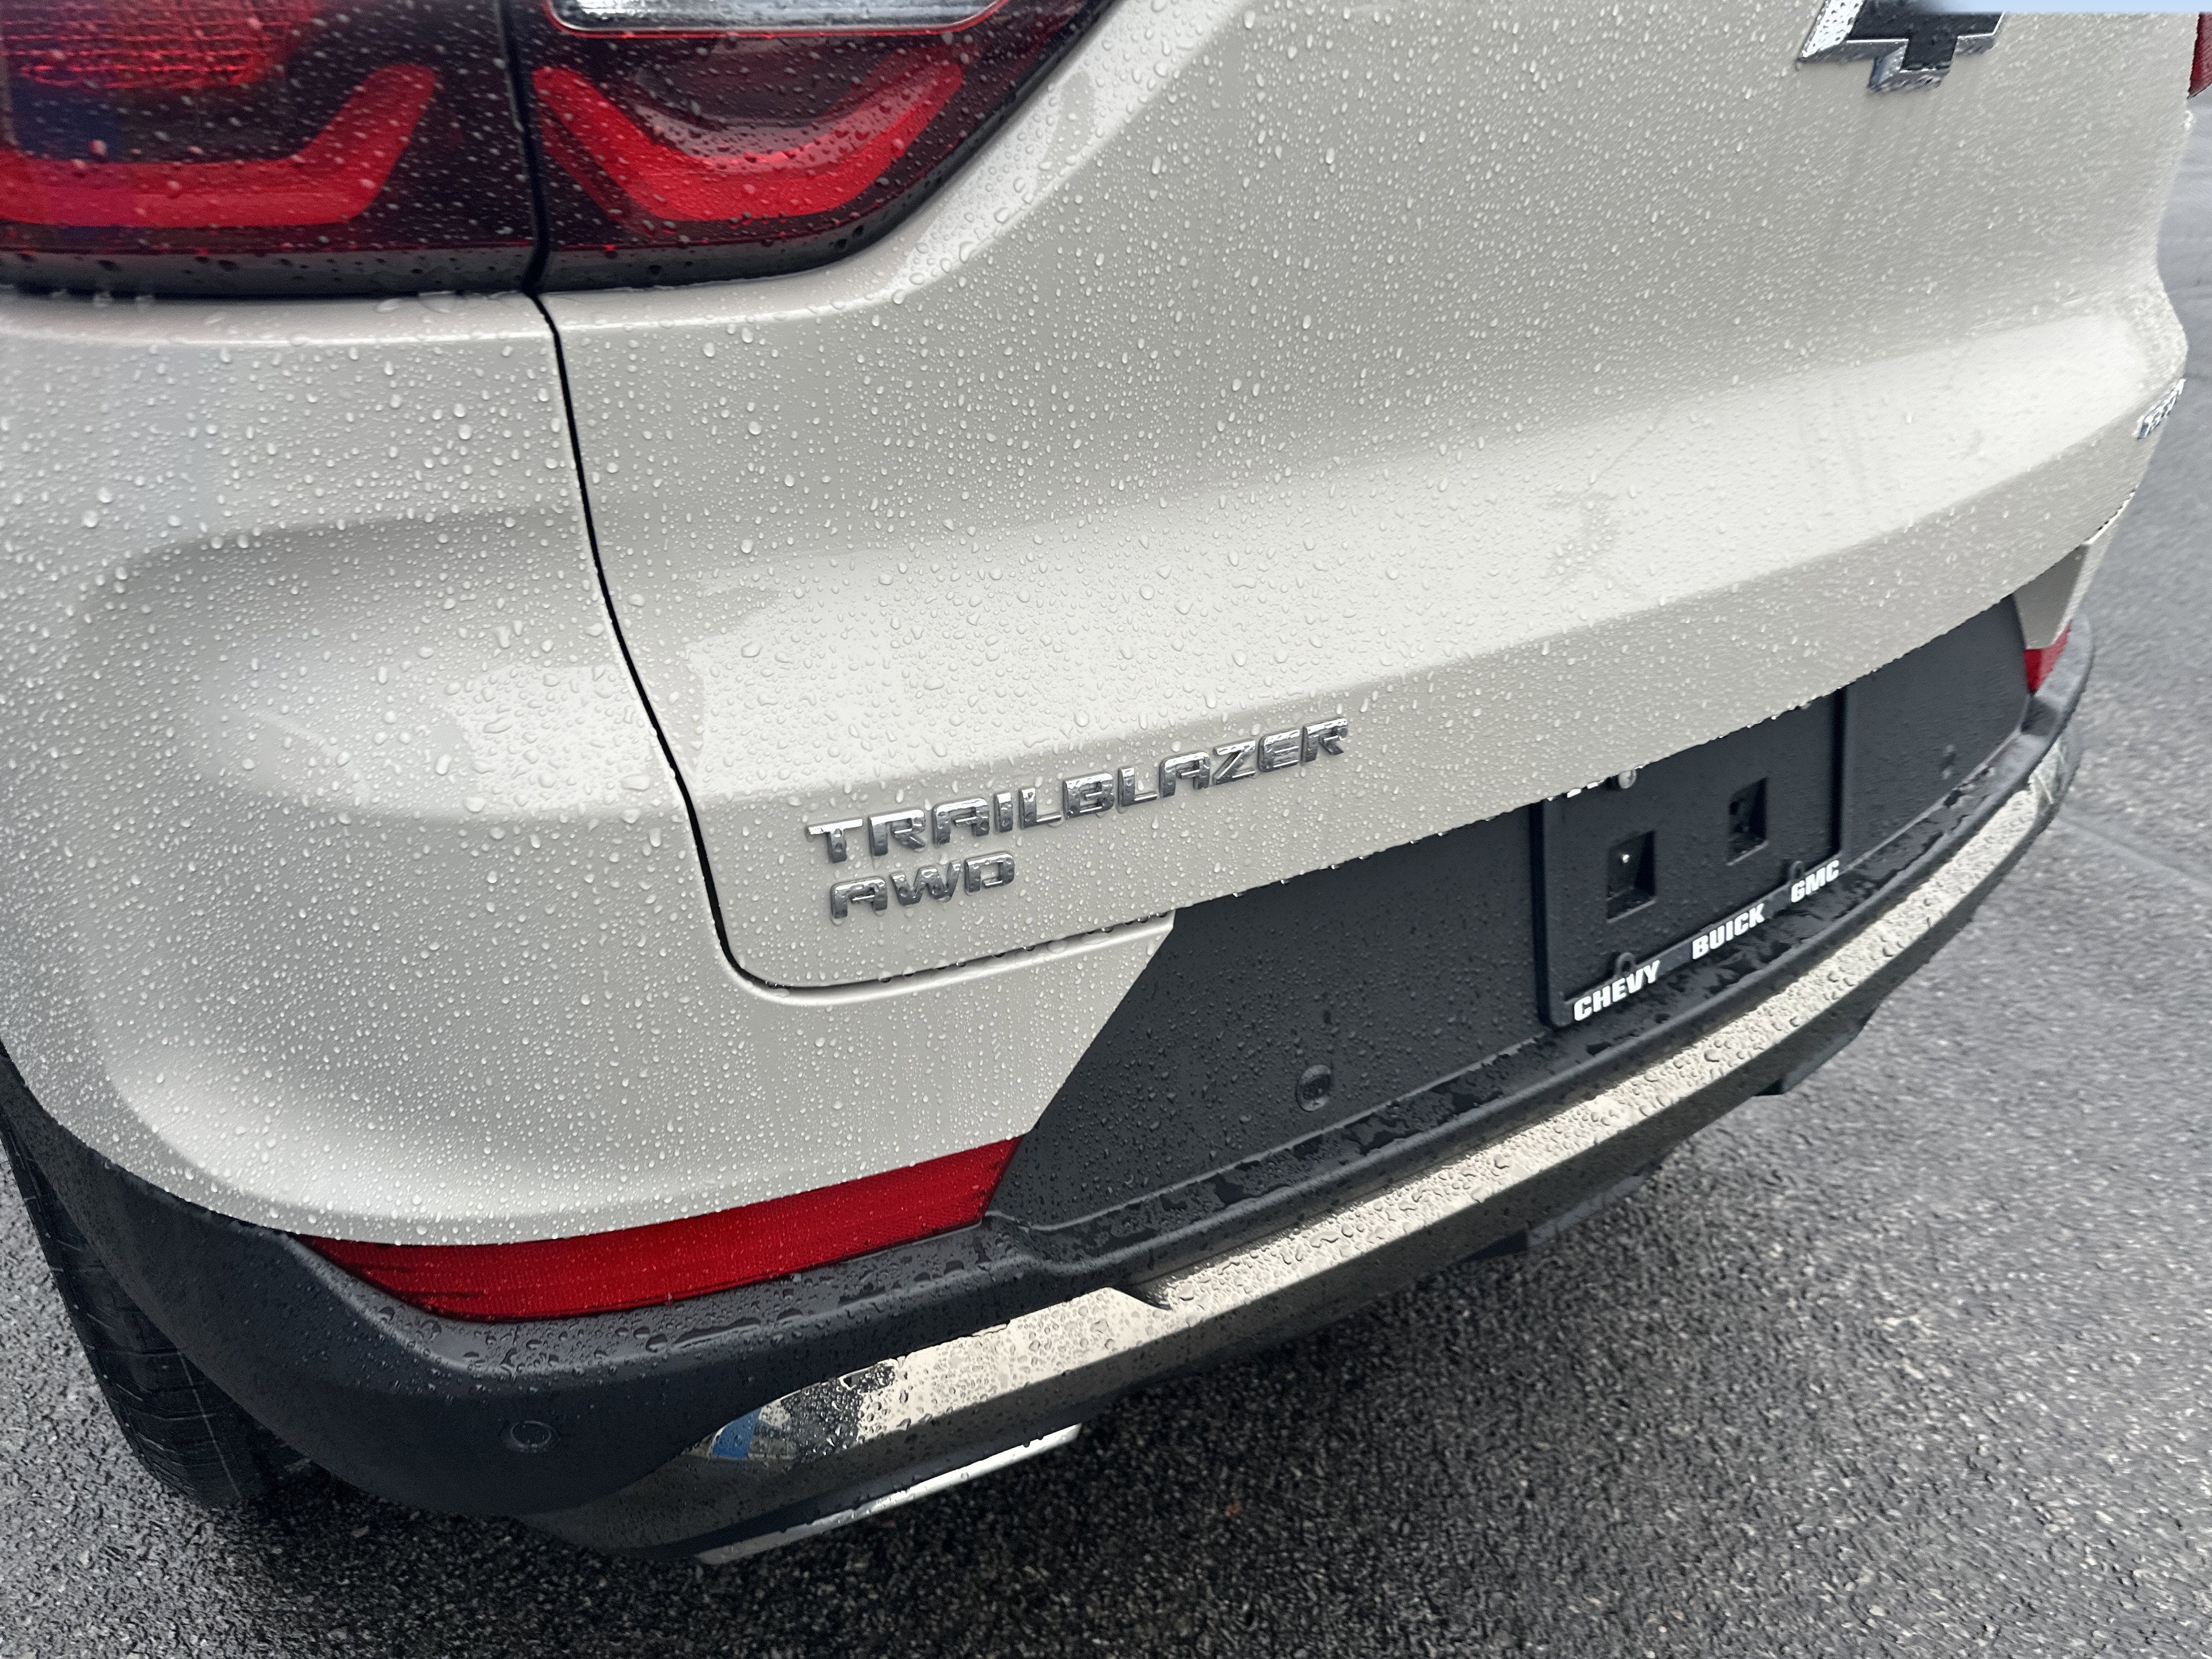 TRAILBLAZER
AWD
CHEVY BUICK GMC